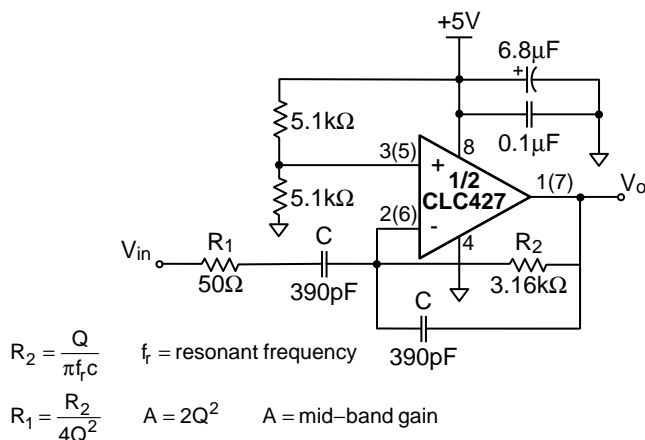 +5V
6.8μF
+
5.1kΩ
0.1μF
8
3(5)
+
1/2
CLC427
1(7)
Vo
5.1kΩ
2(6)
-
4
Vin
R1
C
R2
50Ω
390pF
3.16kΩ
C
390pF
R2 = Q / πfrc
fr = resonant frequency
R1 = R2 / 4Q²
A = 2Q²
A = mid–band gain